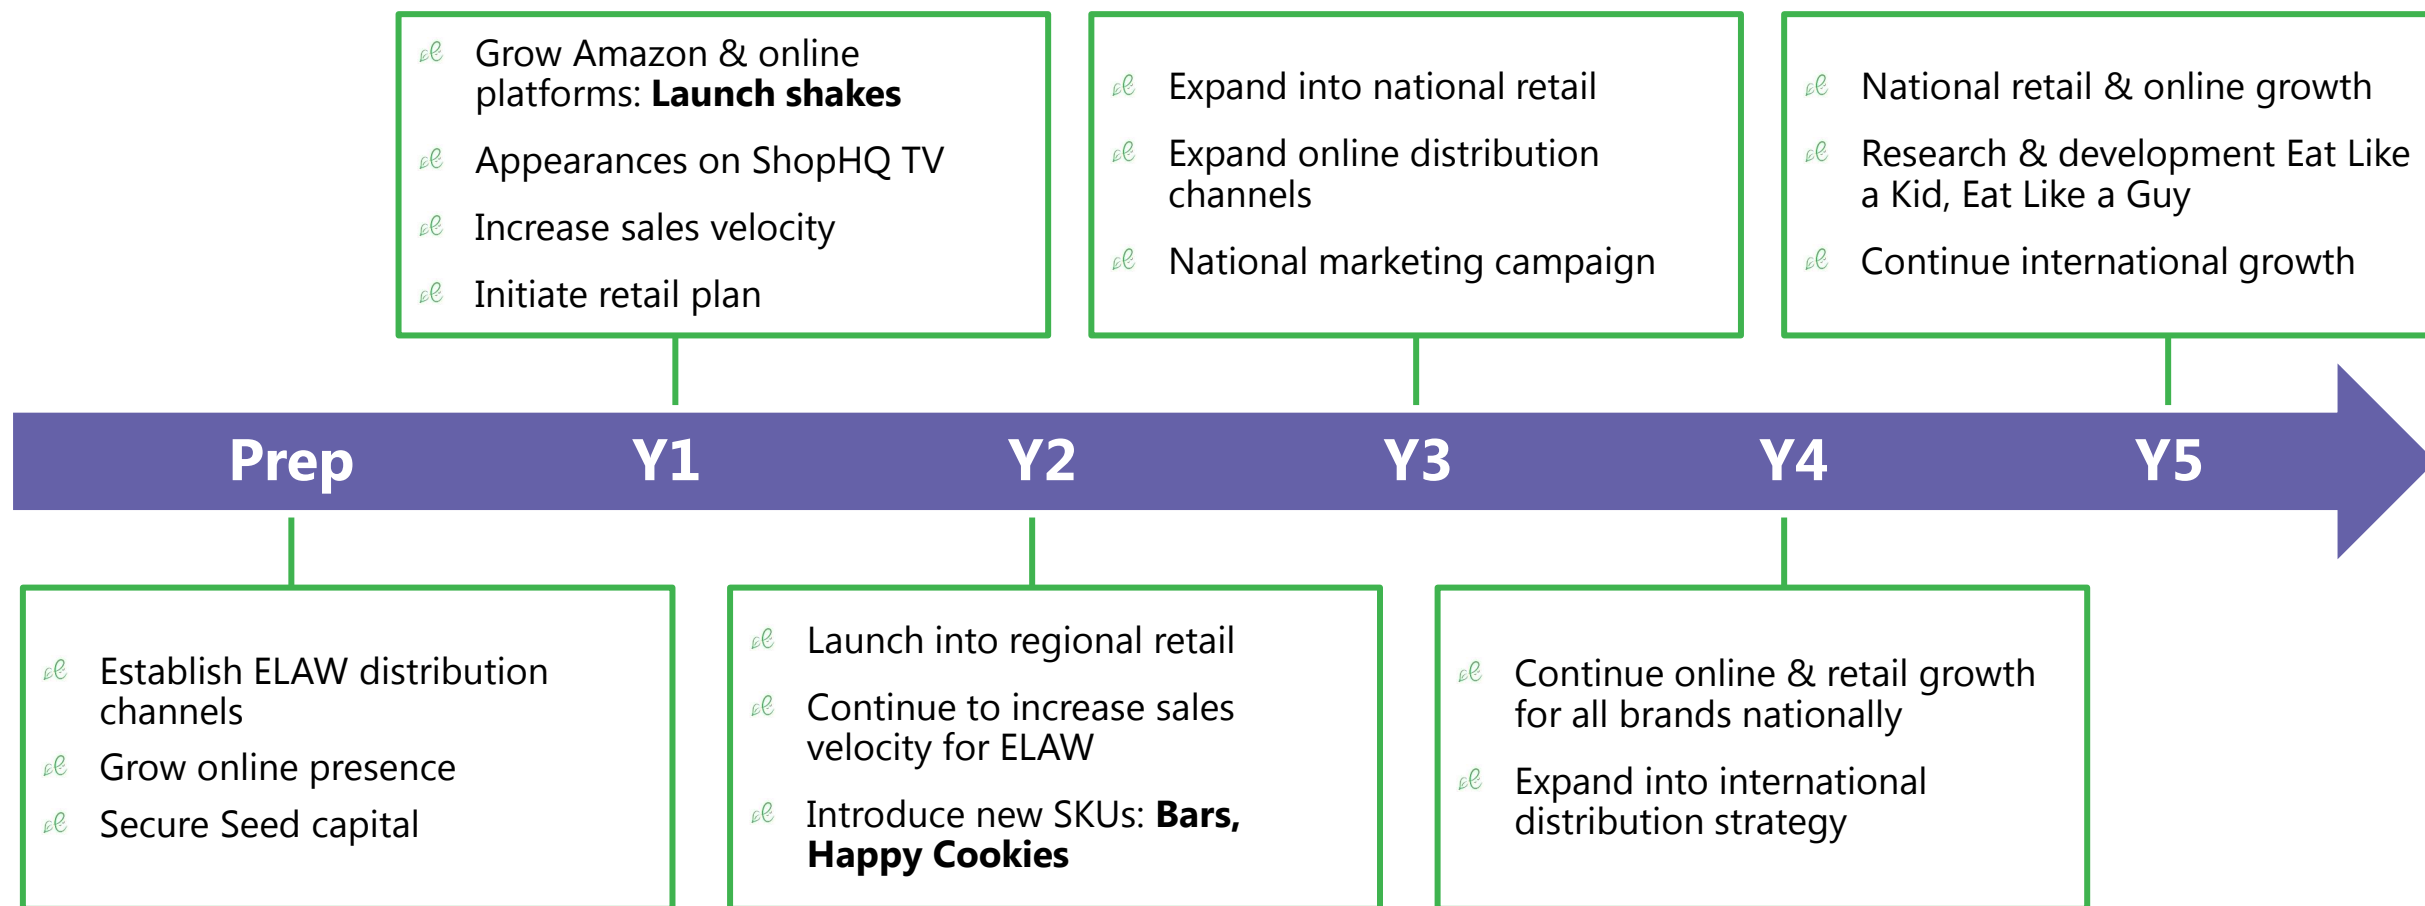 Grow Amazon & online
platforms: Launch shakes
Appearances on ShopHQ TV
Increase sales velocity
Initiate retail plan
Expand into national retail
Expand online distribution
channels
National marketing campaign
National retail & online growth
Research & development Eat Like
a Kid, Eat Like a Guy
Continue international growth
Prep Y1 Y2 Y3 Y4 Y5
Establish ELAW distribution
channels
Grow online presence
Secure Seed capital
Launch into regional retail
Continue to increase sales
velocity for ELAW
Introduce new SKUs: Bars,
Happy Cookies
Continue online & retail growth
for all brands nationally
Expand into international
distribution strategy